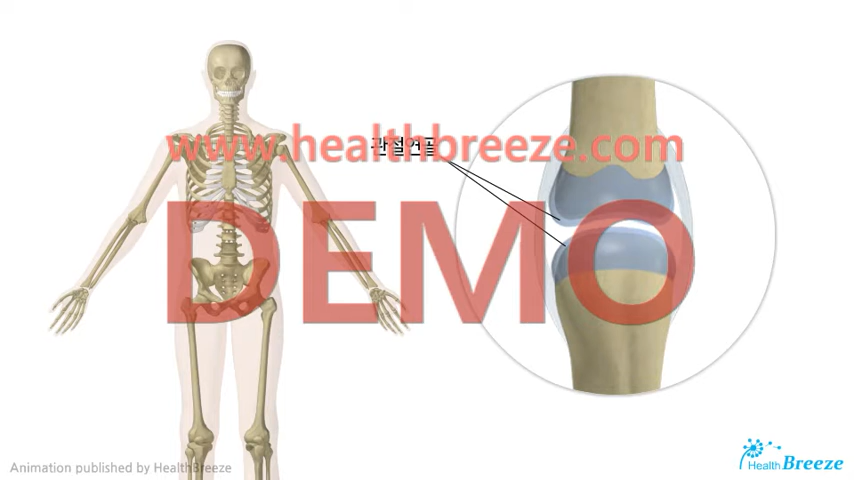 www.healthbreeze.com
관절연골
DEMO
Animation published by HealthBreeze
Health Breeze